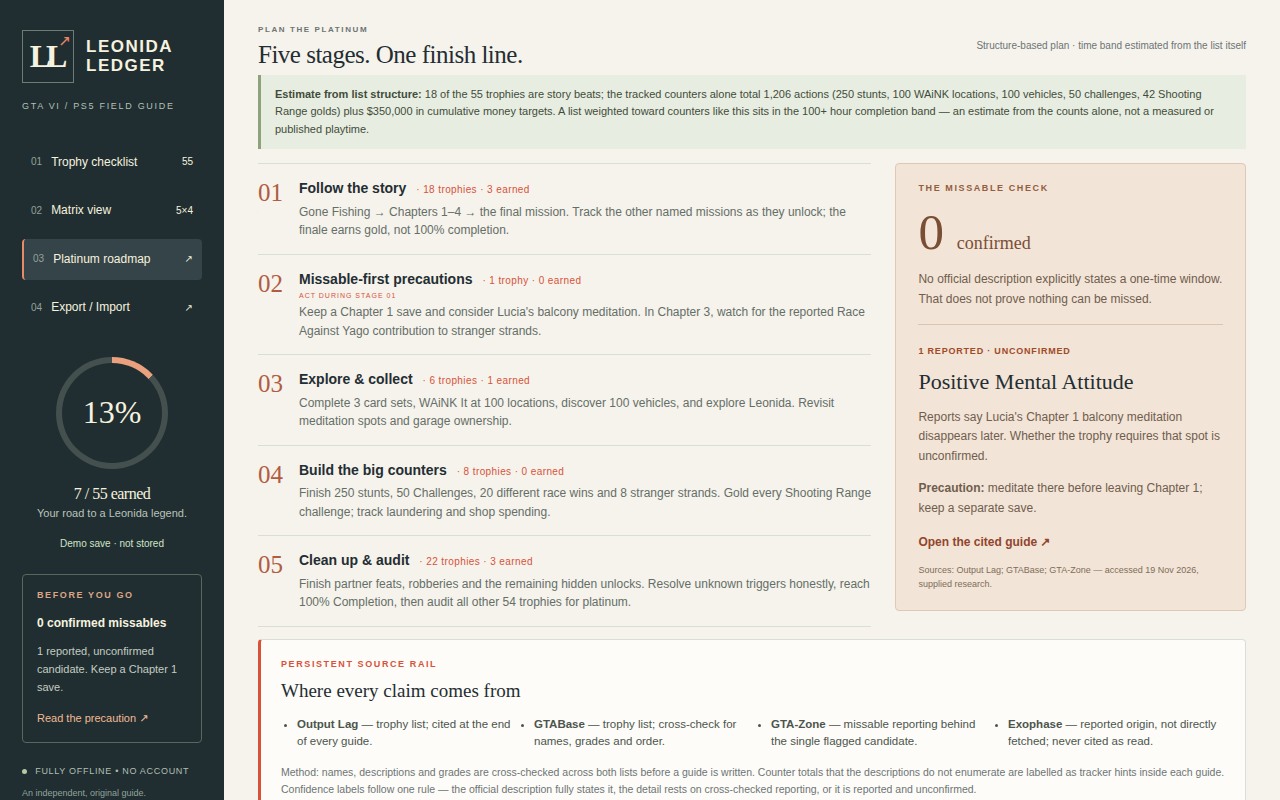 LL↗
LEONIDA
LEDGER
GTA VI / PS5 FIELD GUIDE
01 Trophy checklist 55
02 Matrix view 5×4
03 Platinum roadmap ↗
04 Export / Import ↗
13%
7 / 55 earned
Your road to a Leonida legend.
Demo save · not stored
BEFORE YOU GO
0 confirmed missables
1 reported, unconfirmed
candidate. Keep a Chapter 1
save.
Read the precaution ↗
FULLY OFFLINE • NO ACCOUNT
An independent, original guide.
PLAN THE PLATINUM
Five stages. One finish line.
Structure-based plan · time band estimated from the list itself
Estimate from list structure: 18 of the 55 trophies are story beats; the tracked counters alone total 1,206 actions (250 stunts, 100 WAiNK locations, 100 vehicles, 50 challenges, 42 Shooting
Range golds) plus $350,000 in cumulative money targets. A list weighted toward counters like this sits in the 100+ hour completion band — an estimate from the counts alone, not a measured or
published playtime.
01 Follow the story · 18 trophies · 3 earned
Gone Fishing → Chapters 1–4 → the final mission. Track the other named missions as they unlock; the
finale earns gold, not 100% completion.
02 Missable-first precautions · 1 trophy · 0 earned
ACT DURING STAGE 01
Keep a Chapter 1 save and consider Lucia's balcony meditation. In Chapter 3, watch for the reported Race
Against Yago contribution to stranger strands.
03 Explore & collect · 6 trophies · 1 earned
Complete 3 card sets, WAiNK It at 100 locations, discover 100 vehicles, and explore Leonida. Revisit
meditation spots and garage ownership.
04 Build the big counters · 8 trophies · 0 earned
Finish 250 stunts, 50 Challenges, 20 different race wins and 8 stranger strands. Gold every Shooting Range
challenge; track laundering and shop spending.
05 Clean up & audit · 22 trophies · 3 earned
Finish partner feats, robberies and the remaining hidden unlocks. Resolve unknown triggers honestly, reach
100% Completion, then audit all other 54 trophies for platinum.
THE MISSABLE CHECK
0 confirmed
No official description explicitly states a one-time window.
That does not prove nothing can be missed.
1 REPORTED · UNCONFIRMED
Positive Mental Attitude
Reports say Lucia's Chapter 1 balcony meditation
disappears later. Whether the trophy requires that spot is
unconfirmed.
Precaution: meditate there before leaving Chapter 1;
keep a separate save.
Open the cited guide ↗
Sources: Output Lag; GTABase; GTA-Zone — accessed 19 Nov 2026,
supplied research.
PERSISTENT SOURCE RAIL
Where every claim comes from
• Output Lag — trophy list; cited at the end
of every guide.
• GTABase — trophy list; cross-check for
names, grades and order.
• GTA-Zone — missable reporting behind
the single flagged candidate.
• Exophase — reported origin, not directly
fetched; never cited as read.
Method: names, descriptions and grades are cross-checked across both lists before a guide is written. Counter totals that the descriptions do not enumerate are labelled as tracker hints inside each guide.
Confidence labels follow one rule — the official description fully states it, the detail rests on cross-checked reporting, or it is reported and unconfirmed.